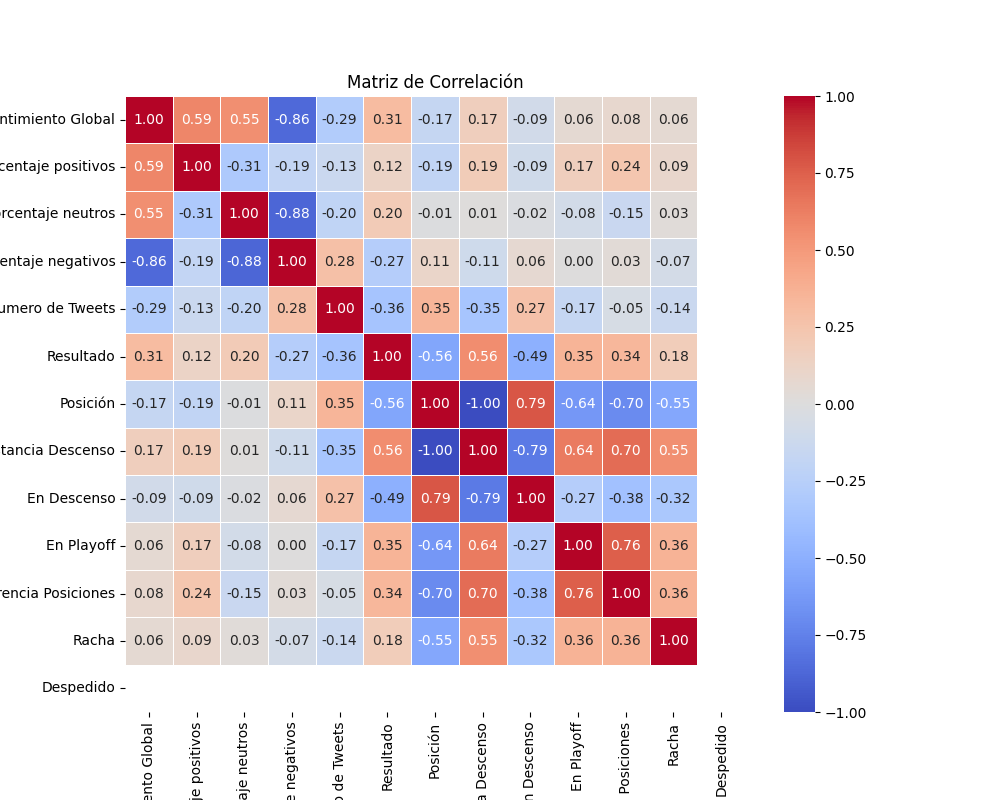 Matriz de Correlación
ntimiento Global 1.00 0.59 0.55 -0.86 -0.29 0.31 -0.17 0.17 -0.09 0.06 0.08 0.06
centaje positivos 0.59 1.00 -0.31 -0.19 -0.13 0.12 -0.19 0.19 -0.09 0.17 0.24 0.09
orcentaje neutros 0.55 -0.31 1.00 -0.88 -0.20 0.20 -0.01 0.01 -0.02 -0.08 -0.15 0.03
entaje negativos -0.86 -0.19 -0.88 1.00 0.28 -0.27 0.11 -0.11 0.06 0.00 0.03 -0.07
umero de Tweets -0.29 -0.13 -0.20 0.28 1.00 -0.36 0.35 -0.35 0.27 -0.17 -0.05 -0.14
Resultado 0.31 0.12 0.20 -0.27 -0.36 1.00 -0.56 0.56 -0.49 0.35 0.34 0.18
Posición -0.17 -0.19 -0.01 0.11 0.35 -0.56 1.00 -1.00 0.79 -0.64 -0.70 -0.55
tancia Descenso 0.17 0.19 0.01 -0.11 -0.35 0.56 -1.00 1.00 -0.79 0.64 0.70 0.55
En Descenso -0.09 -0.09 -0.02 0.06 0.27 -0.49 0.79 -0.79 1.00 -0.27 -0.38 -0.32
En Playoff 0.06 0.17 -0.08 0.00 -0.17 0.35 -0.64 0.64 -0.27 1.00 0.76 0.36
rencia Posiciones 0.08 0.24 -0.15 0.03 -0.05 0.34 -0.70 0.70 -0.38 0.76 1.00 0.36
Racha 0.06 0.09 0.03 -0.07 -0.14 0.18 -0.55 0.55 -0.32 0.36 0.36 1.00
Despedido
ento Global
je positivos
aje neutros
e negativos
o de Tweets
Resultado
Posición
a Descenso
n Descenso
En Playoff
Posiciones
Racha
Despedido
1.00
0.75
0.50
0.25
0.00
−0.25
−0.50
−0.75
−1.00